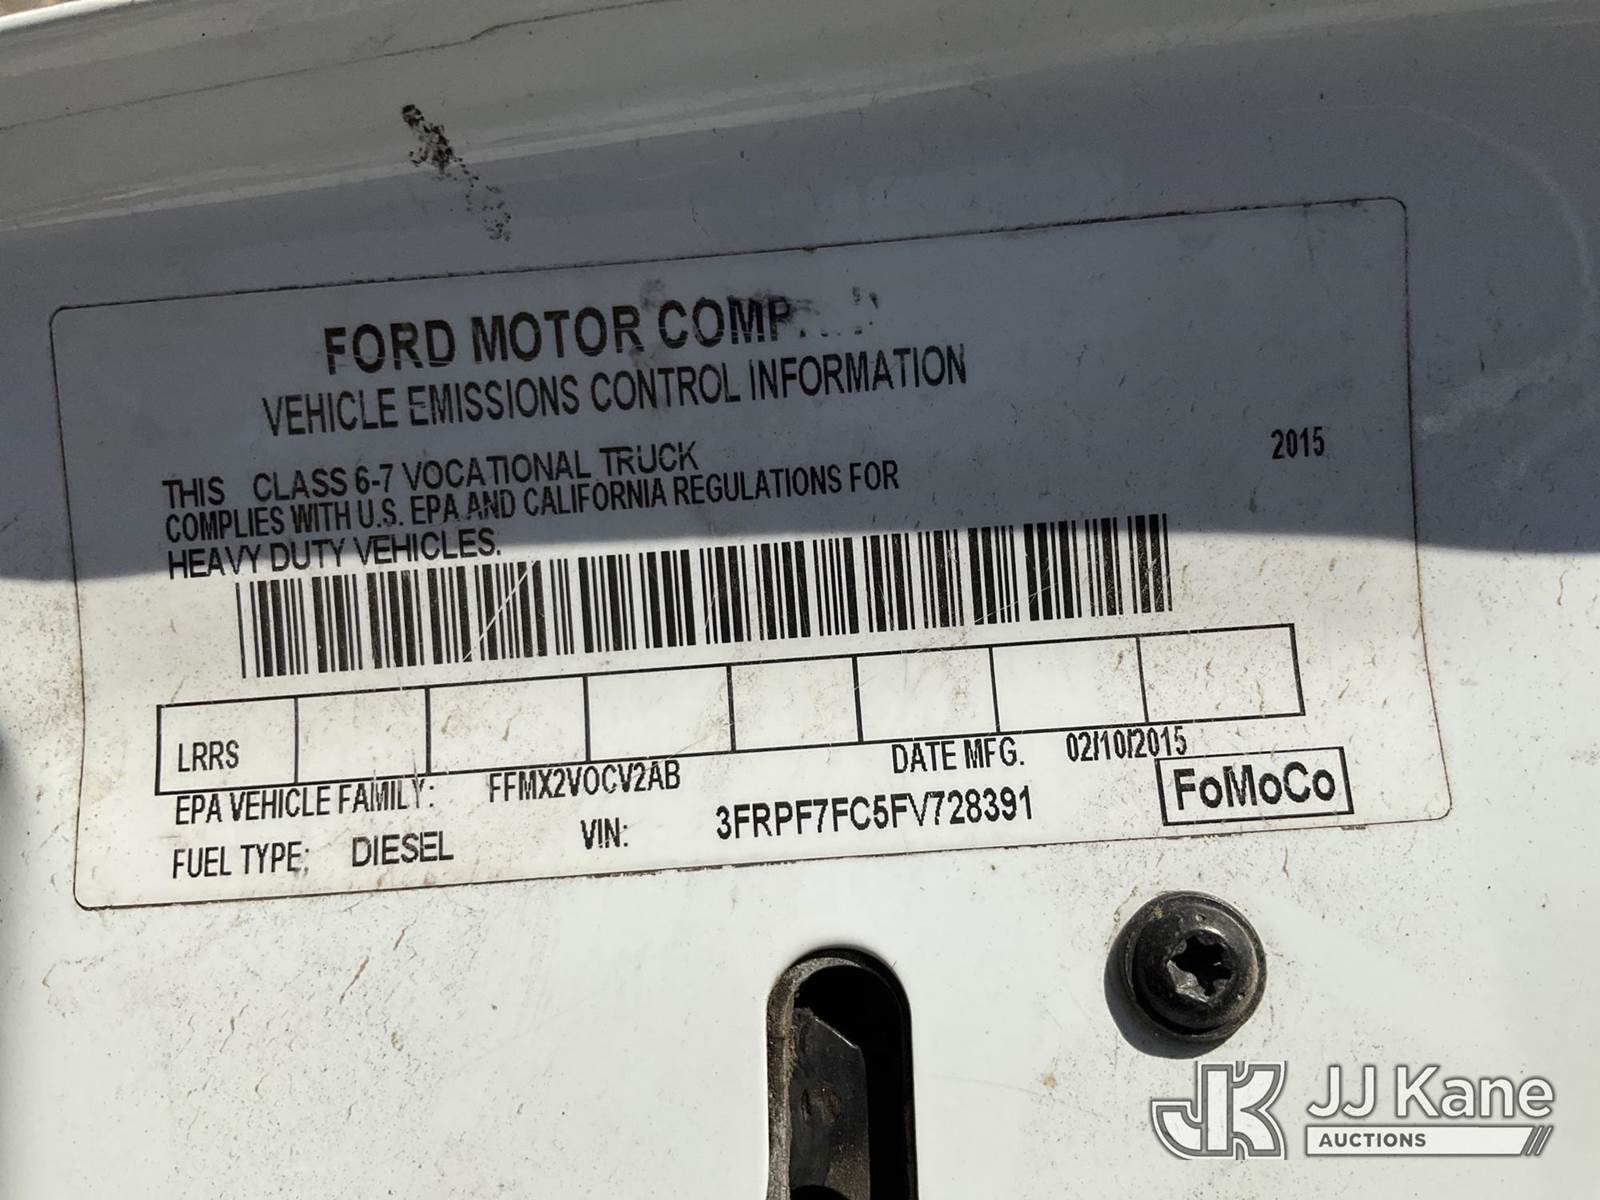 FORD MOTOR
VEHICLE EMISSIONS CONTROL INFORMATION
THIS CLASS 6-7 VOCATIONAL TRUCK 2015
COMPLIES WITH U.S. EPA AND CALIFORNIA REGULATIONS FOR
HEAVY DUTY VEHICLES.
LRRS
EPA VEHICLE FAMILY: FFMX2VOCV2AB DATE MFG. 02/10/2015
FUEL TYPE: DIESEL VIN: 3FRPF7FC5FV728391 FoMoCo
JK JJ Kane
AUCTIONS